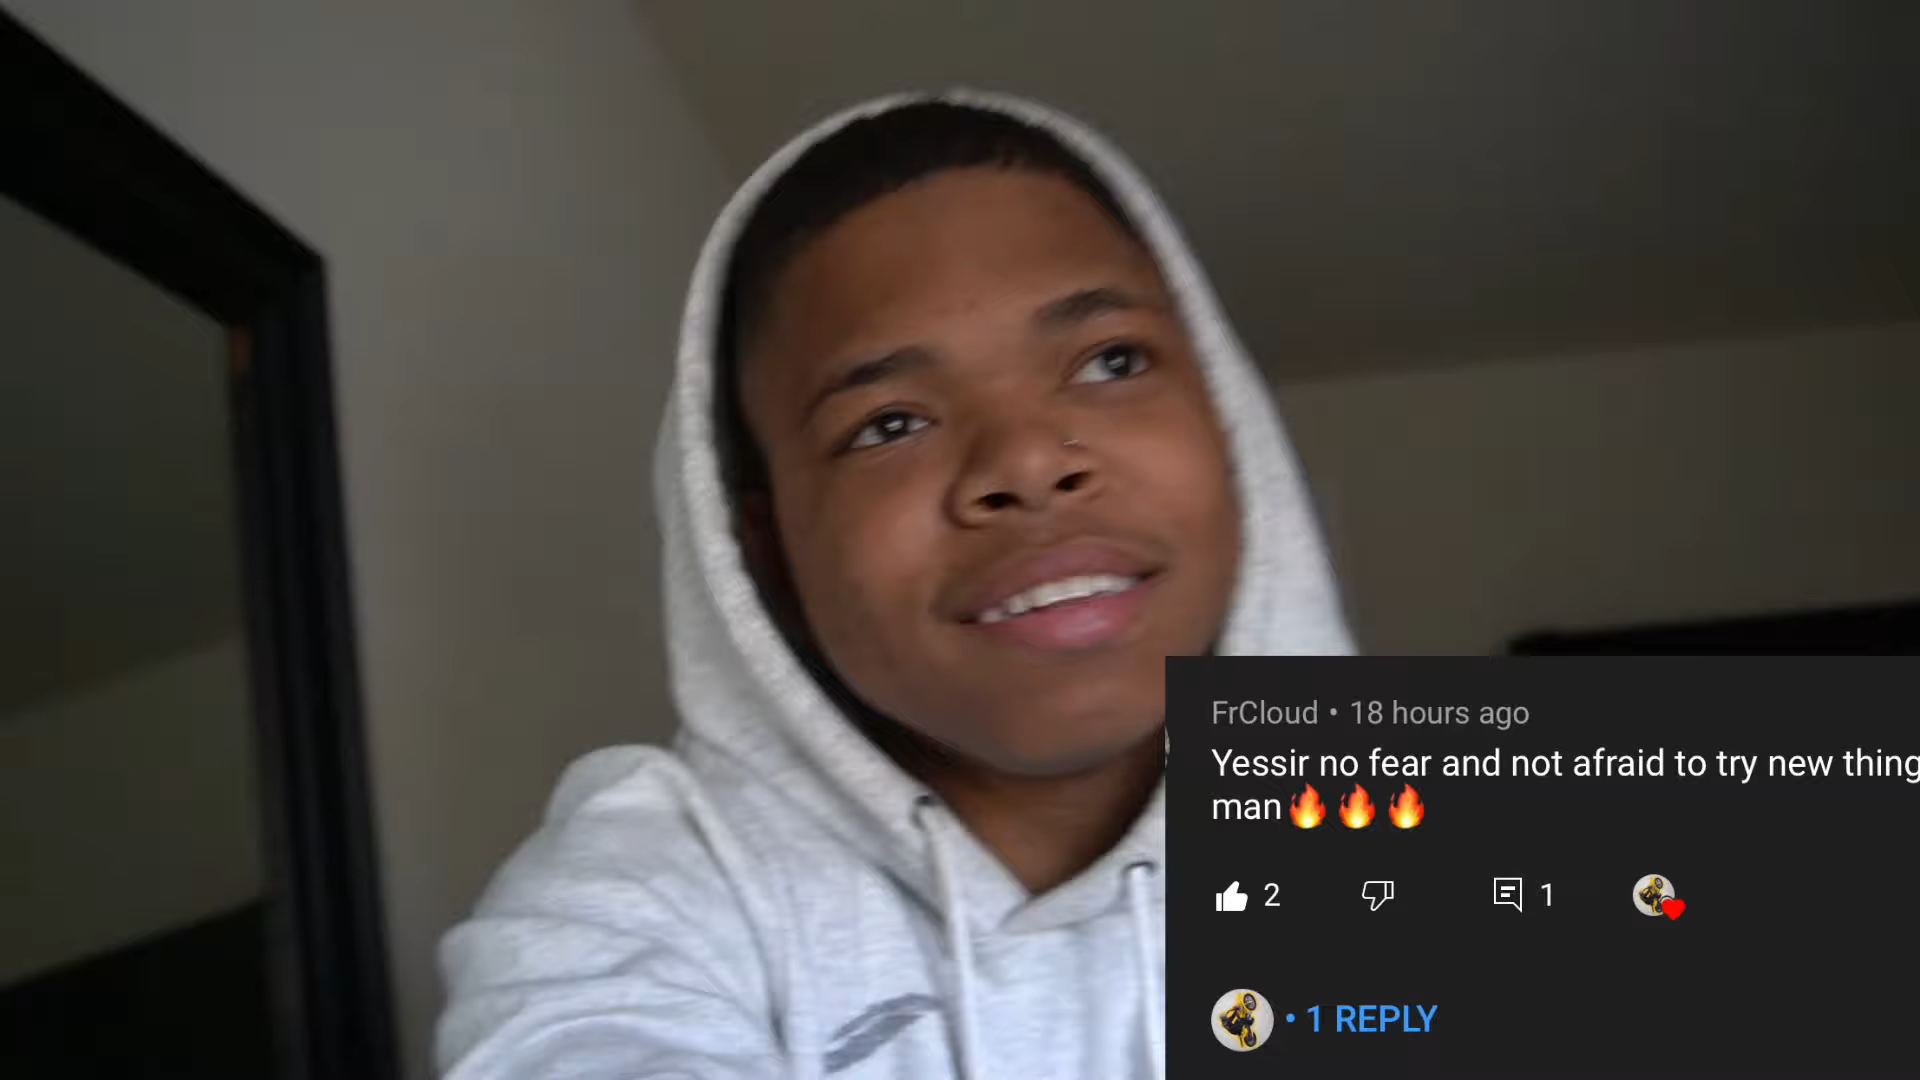 FrCloud • 18 hours ago
Yessir no fear and not afraid to try new thing
man🔥🔥🔥
2
1
• 1 REPLY